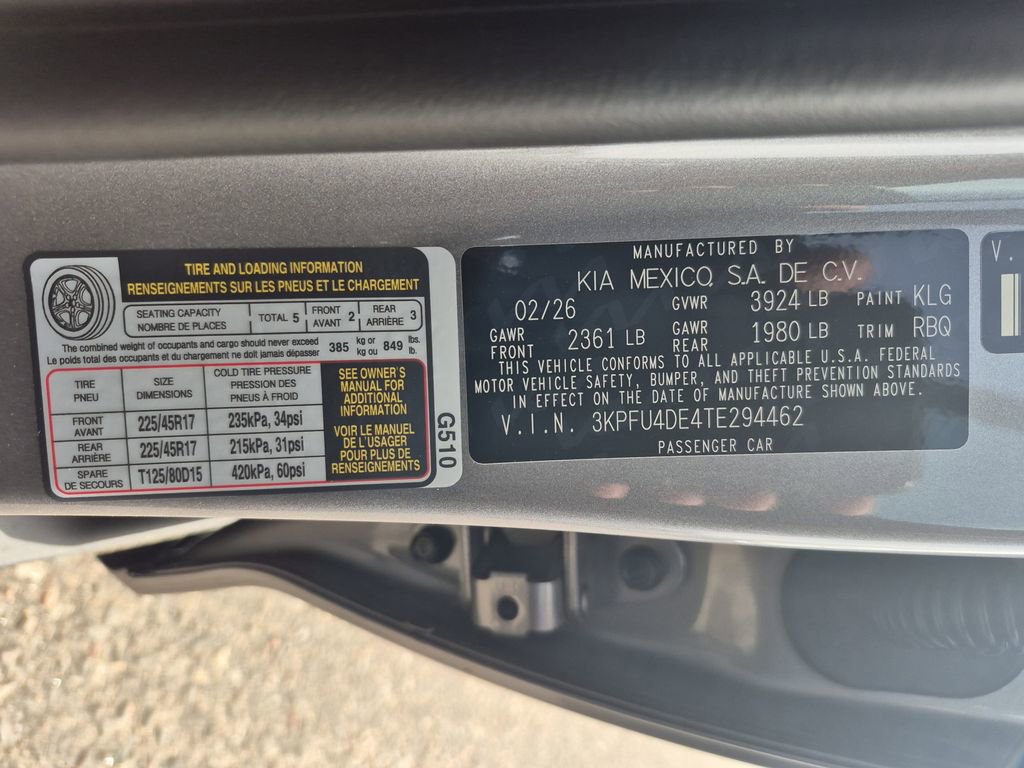 TIRE AND LOADING INFORMATION
RENSEIGNEMENTS SUR LES PNEUS ET LE CHARGEMENT
SEATING CAPACITY
NOMBRE DE PLACES
TOTAL 5
FRONT
AVANT 2
REAR
ARRIÈRE 3
The combined weight of occupants and cargo should never exceed
Le poids total des occupants et du chargement ne doit jamais dépasser
385 kg or
kg ou 849 lbs.
lb.
TIRE
PNEU
SIZE
DIMENSIONS
COLD TIRE PRESSURE
PRESSION DES
PNEUS À FROID
FRONT
AVANT
225/45R17
235kPa, 34psi
REAR
ARRIÈRE
225/45R17
215kPa, 31psi
SPARE
DE SECOURS
T125/80D15
420kPa, 60psi
SEE OWNER'S
MANUAL FOR
ADDITIONAL
INFORMATION
VOIR LE MANUEL
DE L'USAGER
POUR PLUS DE
RENSEIGNEMENTS
G510
MANUFACTURED BY
KIA MEXICO, S.A. DE C.V.
02/26 GVWR 3924 LB PAINT KLG
GAWR
FRONT 2361 LB GAWR
REAR 1980 LB TRIM RBQ
THIS VEHICLE CONFORMS TO ALL APPLICABLE U.S.A. FEDERAL
MOTOR VEHICLE SAFETY, BUMPER, AND THEFT PREVENTION STANDARDS
IN EFFECT ON THE DATE OF MANUFACTURE SHOWN ABOVE.
V.I.N. 3KPFU4DE4TE294462
PASSENGER CAR
V.